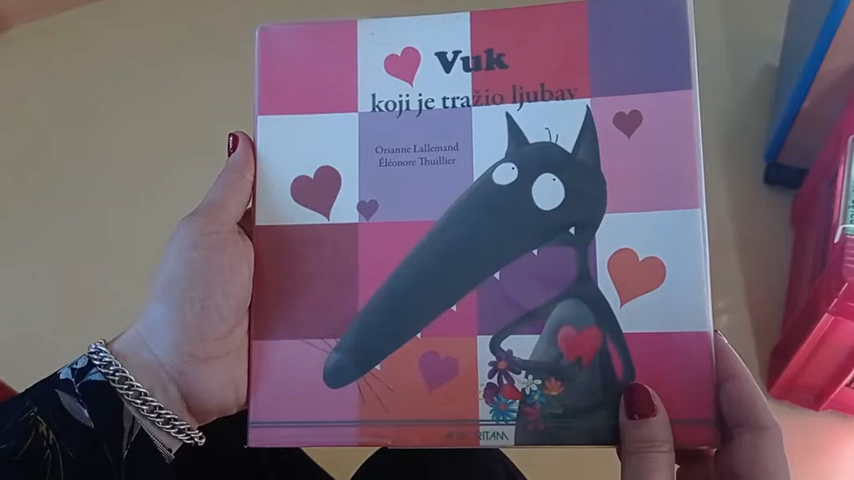 Vuk
koji je tražio ljubav
Orianne Lallemand
Éléonore Thuillier